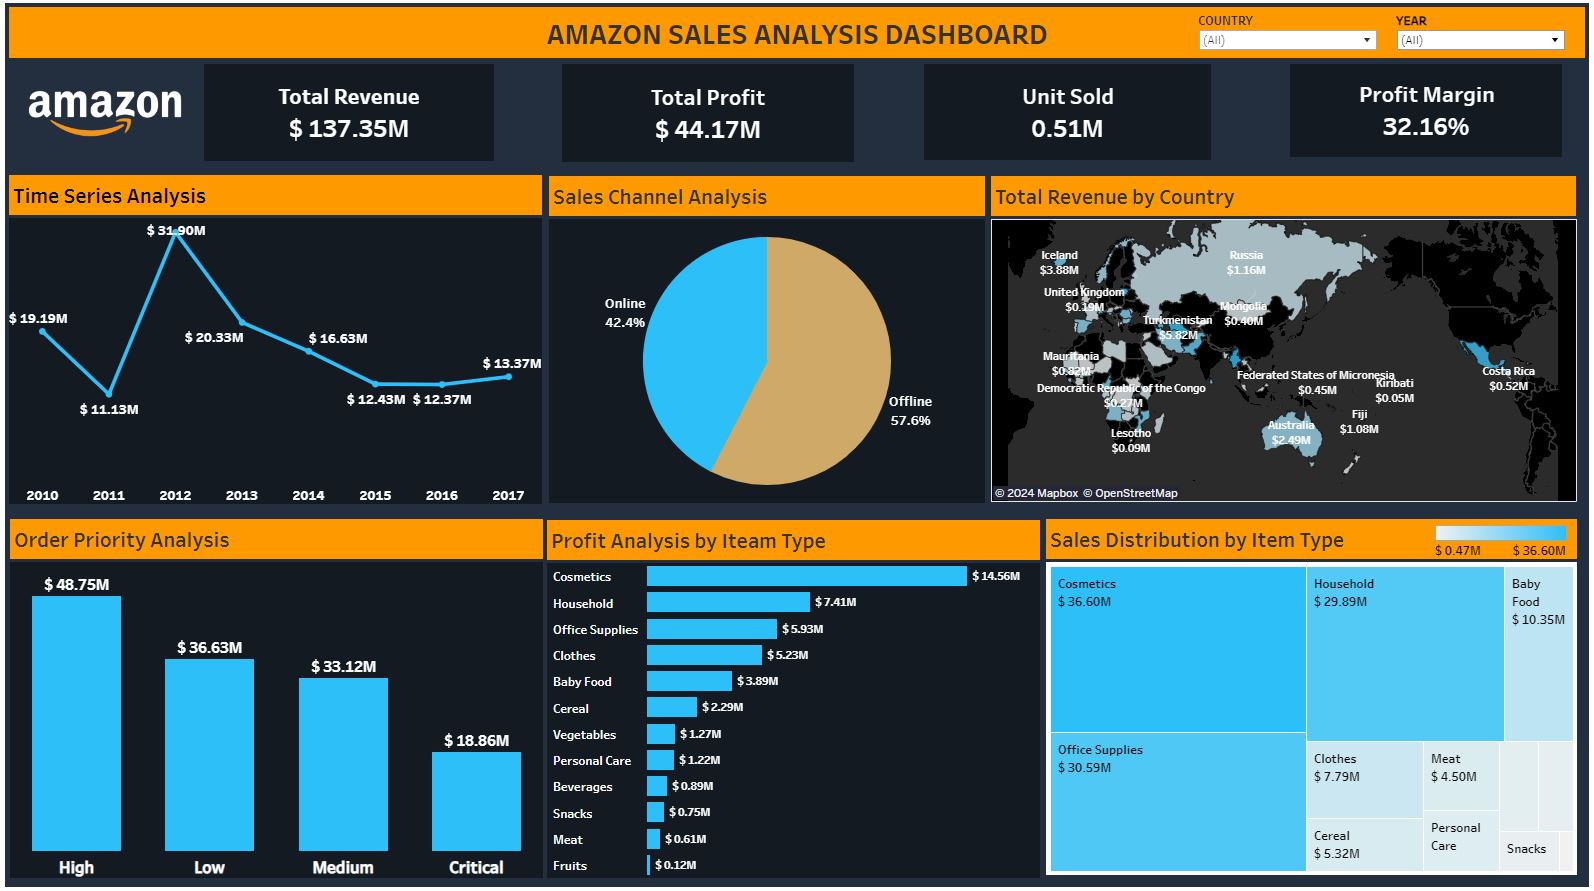 AMAZON SALES ANALYSIS DASHBOARD
COUNTRY
(All)
YEAR
(All)
amazon
Total Revenue
$ 137.35M
Total Profit
$ 44.17M
Unit Sold
0.51M
Profit Margin
32.16%
Time Series Analysis
$ 31.90M
$ 19.19M
$ 20.33M
$ 16.63M
$ 13.37M
$ 11.13M
$ 12.43M
$ 12.37M
2010
2011
2012
2013
2014
2015
2016
2017
Sales Channel Analysis
Online
42.4%
Offline
57.6%
Total Revenue by Country
Iceland
$3.88M
Russia
$1.16M
United Kingdom
$0.19M
Mongolia
$0.40M
Turkmenistan
$5.82M
Mauritania
$0.82M
Federated States of Micronesia
$0.45M
Kiribati
$0.05M
Costa Rica
$0.52M
Democratic Republic of the Congo
$0.27M
Fiji
$1.08M
Australia
$2.49M
Lesotho
$0.09M
© 2024 Mapbox © OpenStreetMap
Order Priority Analysis
$ 48.75M
$ 36.63M
$ 33.12M
$ 18.86M
High
Low
Medium
Critical
Profit Analysis by Iteam Type
Cosmetics
$ 14.56M
Household
$ 7.41M
Office Supplies
$ 5.93M
Clothes
$ 5.23M
Baby Food
$ 3.89M
Cereal
$ 2.29M
Vegetables
$ 1.27M
Personal Care
$ 1.22M
Beverages
$ 0.89M
Snacks
$ 0.75M
Meat
$ 0.61M
Fruits
$ 0.12M
Sales Distribution by Item Type
$ 0.47M
$ 36.60M
Cosmetics
$ 36.60M
Household
$ 29.89M
Baby
Food
$ 10.35M
Office Supplies
$ 30.59M
Clothes
$ 7.79M
Meat
$ 4.50M
Cereal
$ 5.32M
Personal
Care
Snacks